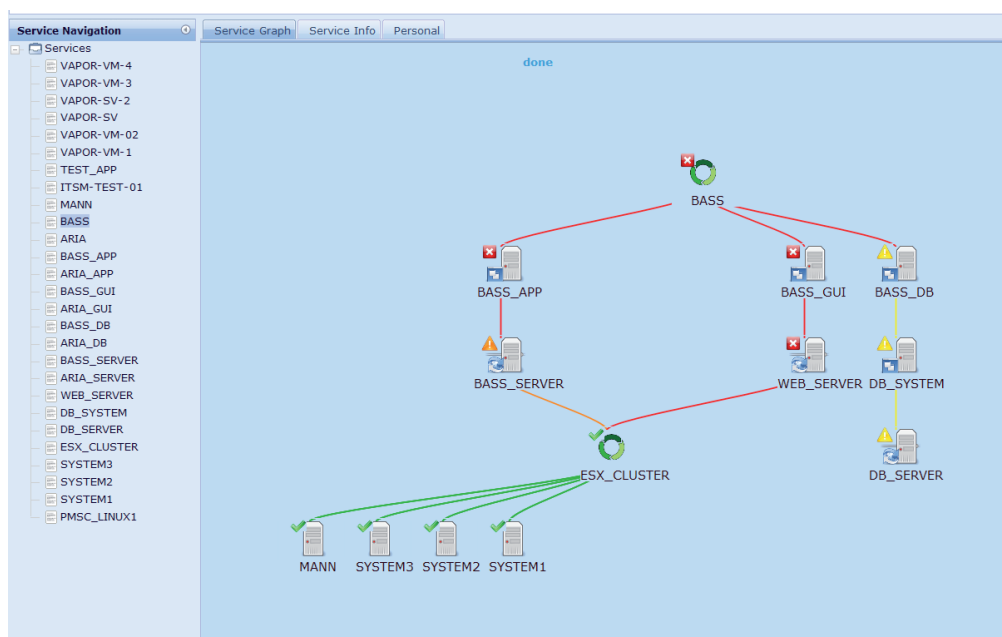 Service Navigation
Services
VAPOR-VM-4
VAPOR-VM-3
VAPOR-SV-2
VAPOR-SV
VAPOR-VM-02
VAPOR-VM-1
TEST_APP
ITSM-TEST-01
MANN
BASS
ARIA
BASS_APP
ARIA_APP
BASS_GUI
ARIA_GUI
BASS_DB
ARIA_DB
BASS_SERVER
ARIA_SERVER
WEB_SERVER
DB_SYSTEM
DB_SERVER
ESX_CLUSTER
SYSTEM3
SYSTEM2
SYSTEM1
PMSC_LINUX1
Service Graph Service Info Personal
done
BASS
BASS_APP BASS_GUI BASS_DB
BASS_SERVER WEB_SERVER DB_SYSTEM
ESX_CLUSTER DB_SERVER
MANN SYSTEM3 SYSTEM2 SYSTEM1